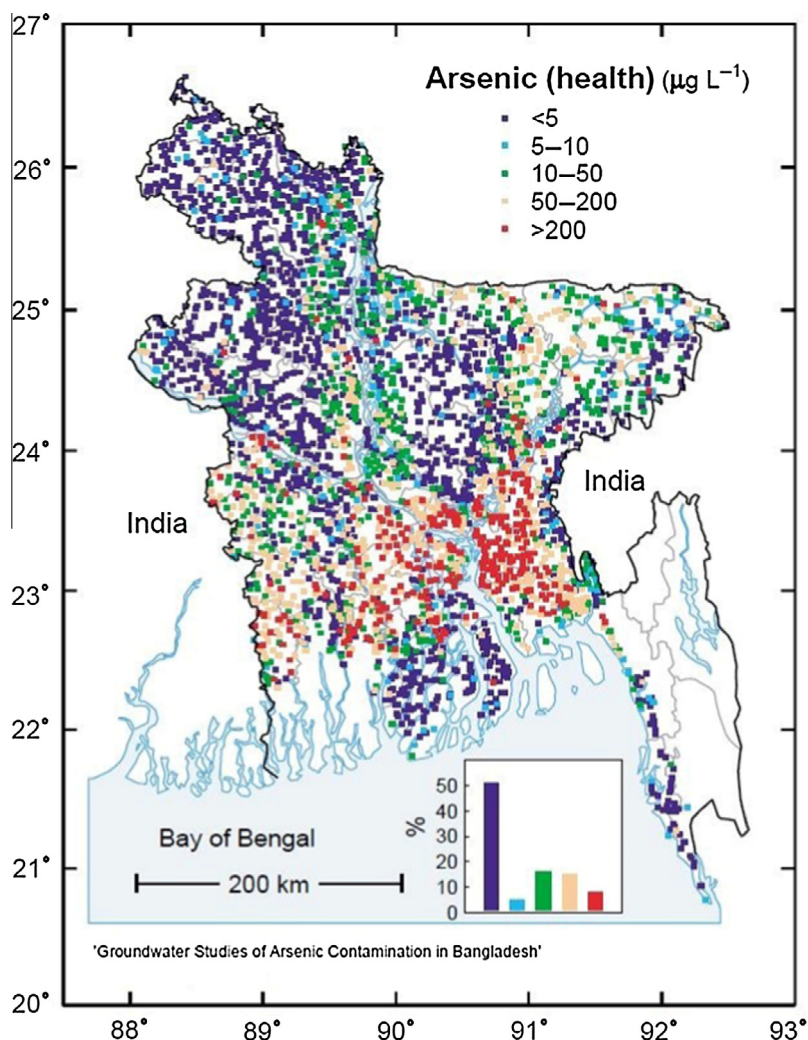 27°
26°
25°
24°
23°
22°
21°
20°
Arsenic (health) (μg L⁻¹)
<5
5–10
10–50
50–200
>200
India
India
Bay of Bengal
200 km
%
50
40
30
20
10
0
'Groundwater Studies of Arsenic Contamination in Bangladesh'
88° 89° 90° 91° 92° 93°